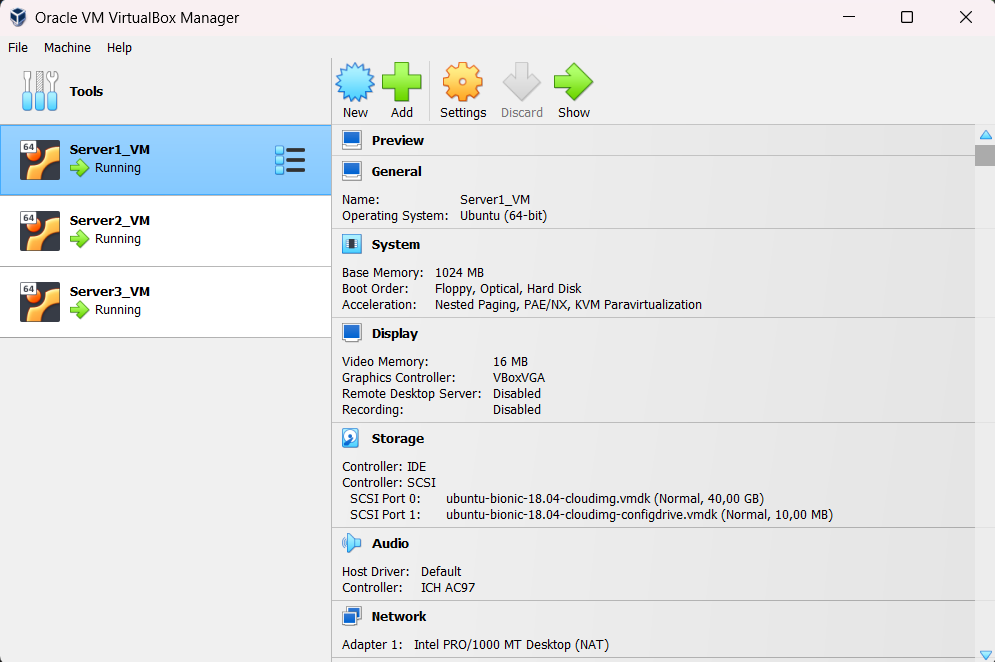 Oracle VM VirtualBox Manager
File Machine Help
Tools
New Add Settings Discard Show
64
Server1_VM
Running
64
Server2_VM
Running
64
Server3_VM
Running
Preview
General
Name: Server1_VM
Operating System: Ubuntu (64-bit)
System
Base Memory: 1024 MB
Boot Order: Floppy, Optical, Hard Disk
Acceleration: Nested Paging, PAE/NX, KVM Paravirtualization
Display
Video Memory: 16 MB
Graphics Controller: VBoxVGA
Remote Desktop Server: Disabled
Recording: Disabled
Storage
Controller: IDE
Controller: SCSI
SCSI Port 0: ubuntu-bionic-18.04-cloudimg.vmdk (Normal, 40,00 GB)
SCSI Port 1: ubuntu-bionic-18.04-cloudimg-configdrive.vmdk (Normal, 10,00 MB)
Audio
Host Driver: Default
Controller: ICH AC97
Network
Adapter 1: Intel PRO/1000 MT Desktop (NAT)